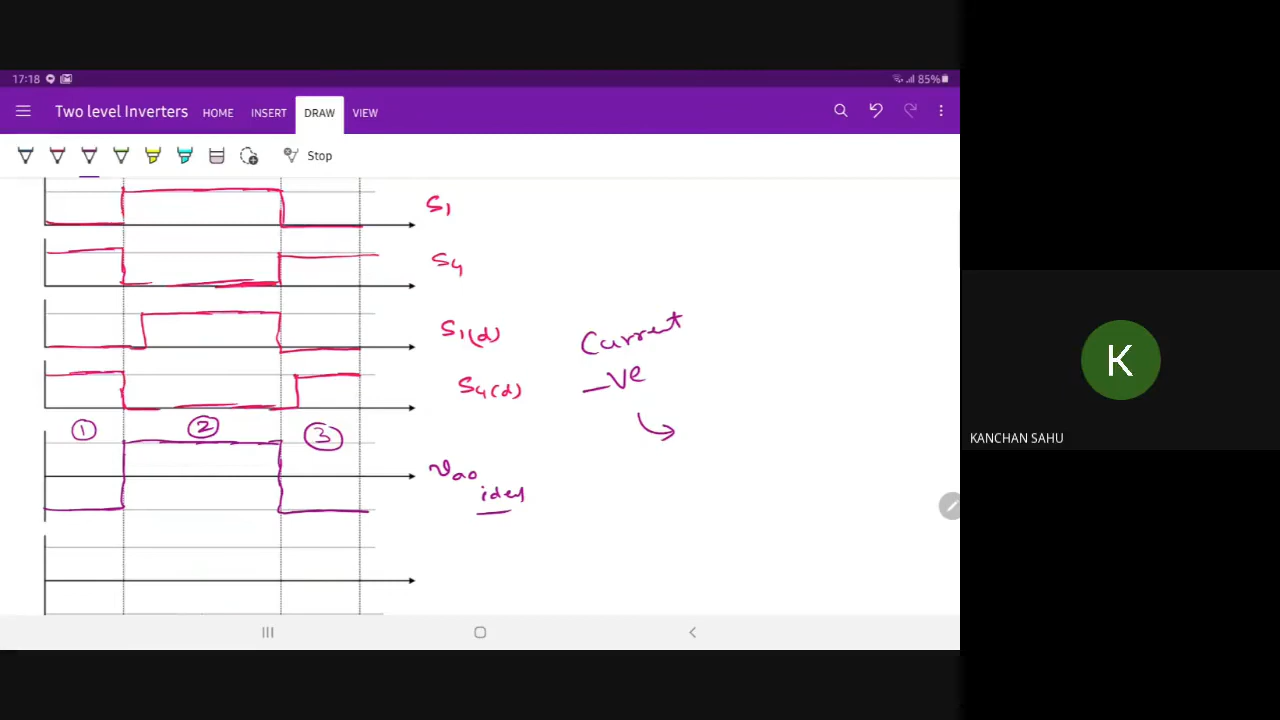 17:18
85%
Two level Inverters HOME INSERT DRAW VIEW
Stop
S1
S4
S1(d)
S4(d)
Current
-ve
① ② ③
Vao
K
KANCHAN SAHU